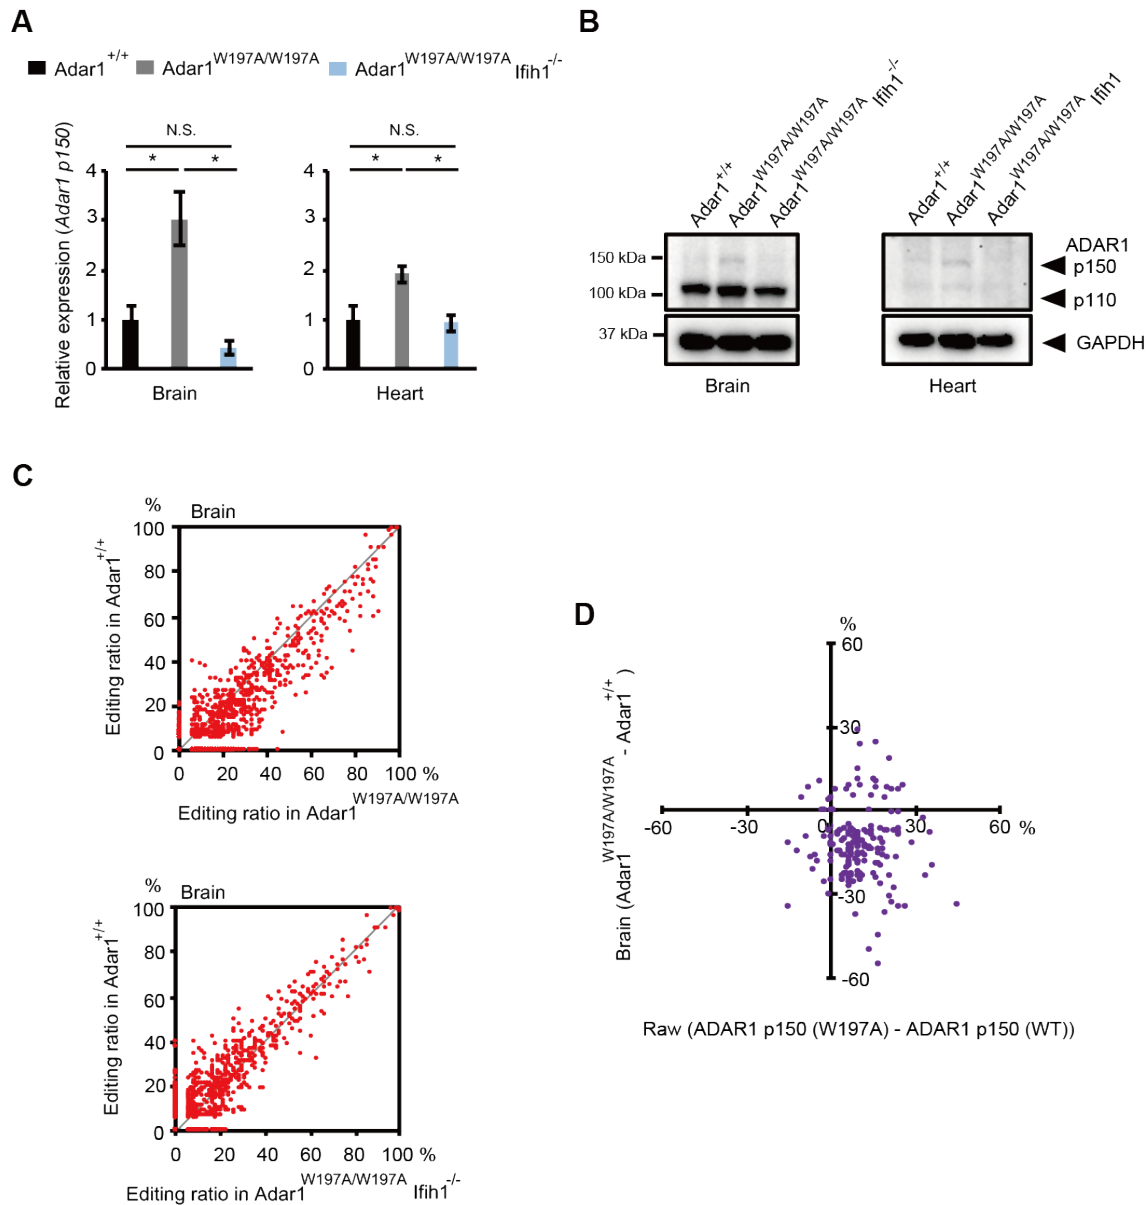 A
Adar1+/+ Adar1W197A/W197A Adar1W197A/W197A Ifih1-/-
Relative expression (Adar1 p150)
N.S.
* *
4
3
2
1
0
Brain
N.S.
* *
4
3
2
1
0
Heart
B
Adar1+/+
Adar1W197A/W197A
Adar1W197A/W197A Ifih1-/-
150 kDa
100 kDa
37 kDa
Brain
Adar1+/+
Adar1W197A/W197A
Adar1W197A/W197A Ifih1
ADAR1
p150
p110
GAPDH
Heart
C
% Brain
Editing ratio in Adar1+/+
100
80
60
40
20
0
0 20 40 60 80 100 %
Editing ratio in Adar1W197A/W197A
% Brain
Editing ratio in Adar1+/+
100
80
60
40
20
0
0 20 40 60 80 100 %
Editing ratio in Adar1W197A/W197A Ifih1-/-
D
%
60
30
-60 -30 0 30 60 %
-30
-60
Brain (Adar1W197A/W197A - Adar1+/+)
Raw (ADAR1 p150 (W197A) - ADAR1 p150 (WT))